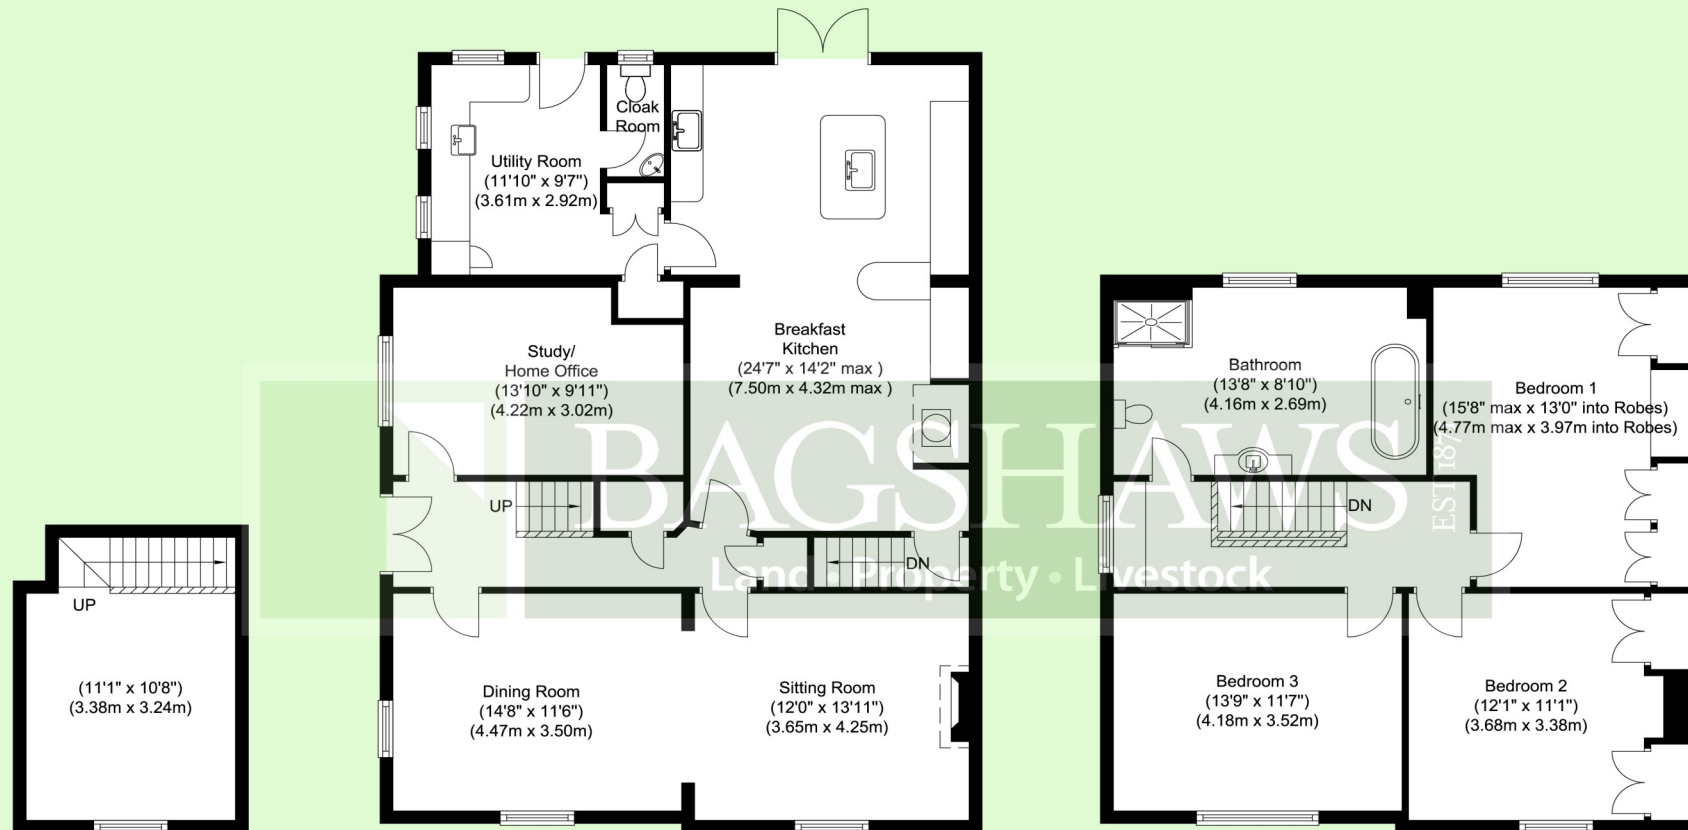 UP
(11'1" x 10'8")
(3.38m x 3.24m)
Cloak
Room
Utility Room
(11'10" x 9'7")
(3.61m x 2.92m)
Breakfast
Kitchen
(24'7" x 14'2" max )
(7.50m x 4.32m max )
Study/
Home Office
(13'10" x 9'11")
(4.22m x 3.02m)
UP
DN
Dining Room
(14'8" x 11'6")
(4.47m x 3.50m)
Sitting Room
(12'0" x 13'11")
(3.65m x 4.25m)
Bathroom
(13'8" x 8'10")
(4.16m x 2.69m)
Bedroom 1
(15'8" max x 13'0" into Robes)
(4.77m max x 3.97m into Robes)
DN
Bedroom 3
(13'9" x 11'7")
(4.18m x 3.52m)
Bedroom 2
(12'1" x 11'1")
(3.68m x 3.38m)
BAGSHAWS
Land • Property • Livestock
EST